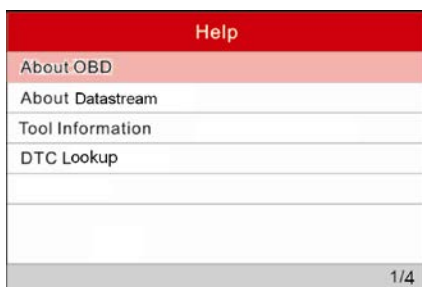 Help
About OBD
About Datastream
Tool Information
DTC Lookup
1/4